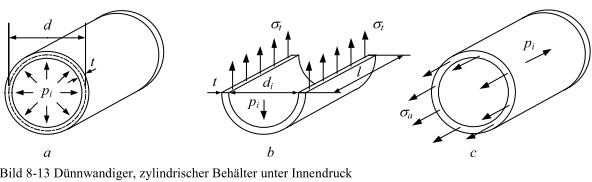 d
t
p_i
a
σ_t σ_t
t d_i l
p_i
b
p_i
σ_a
c
Bild 8-13 Dünnwandiger, zylindrischer Behälter unter Innendruck